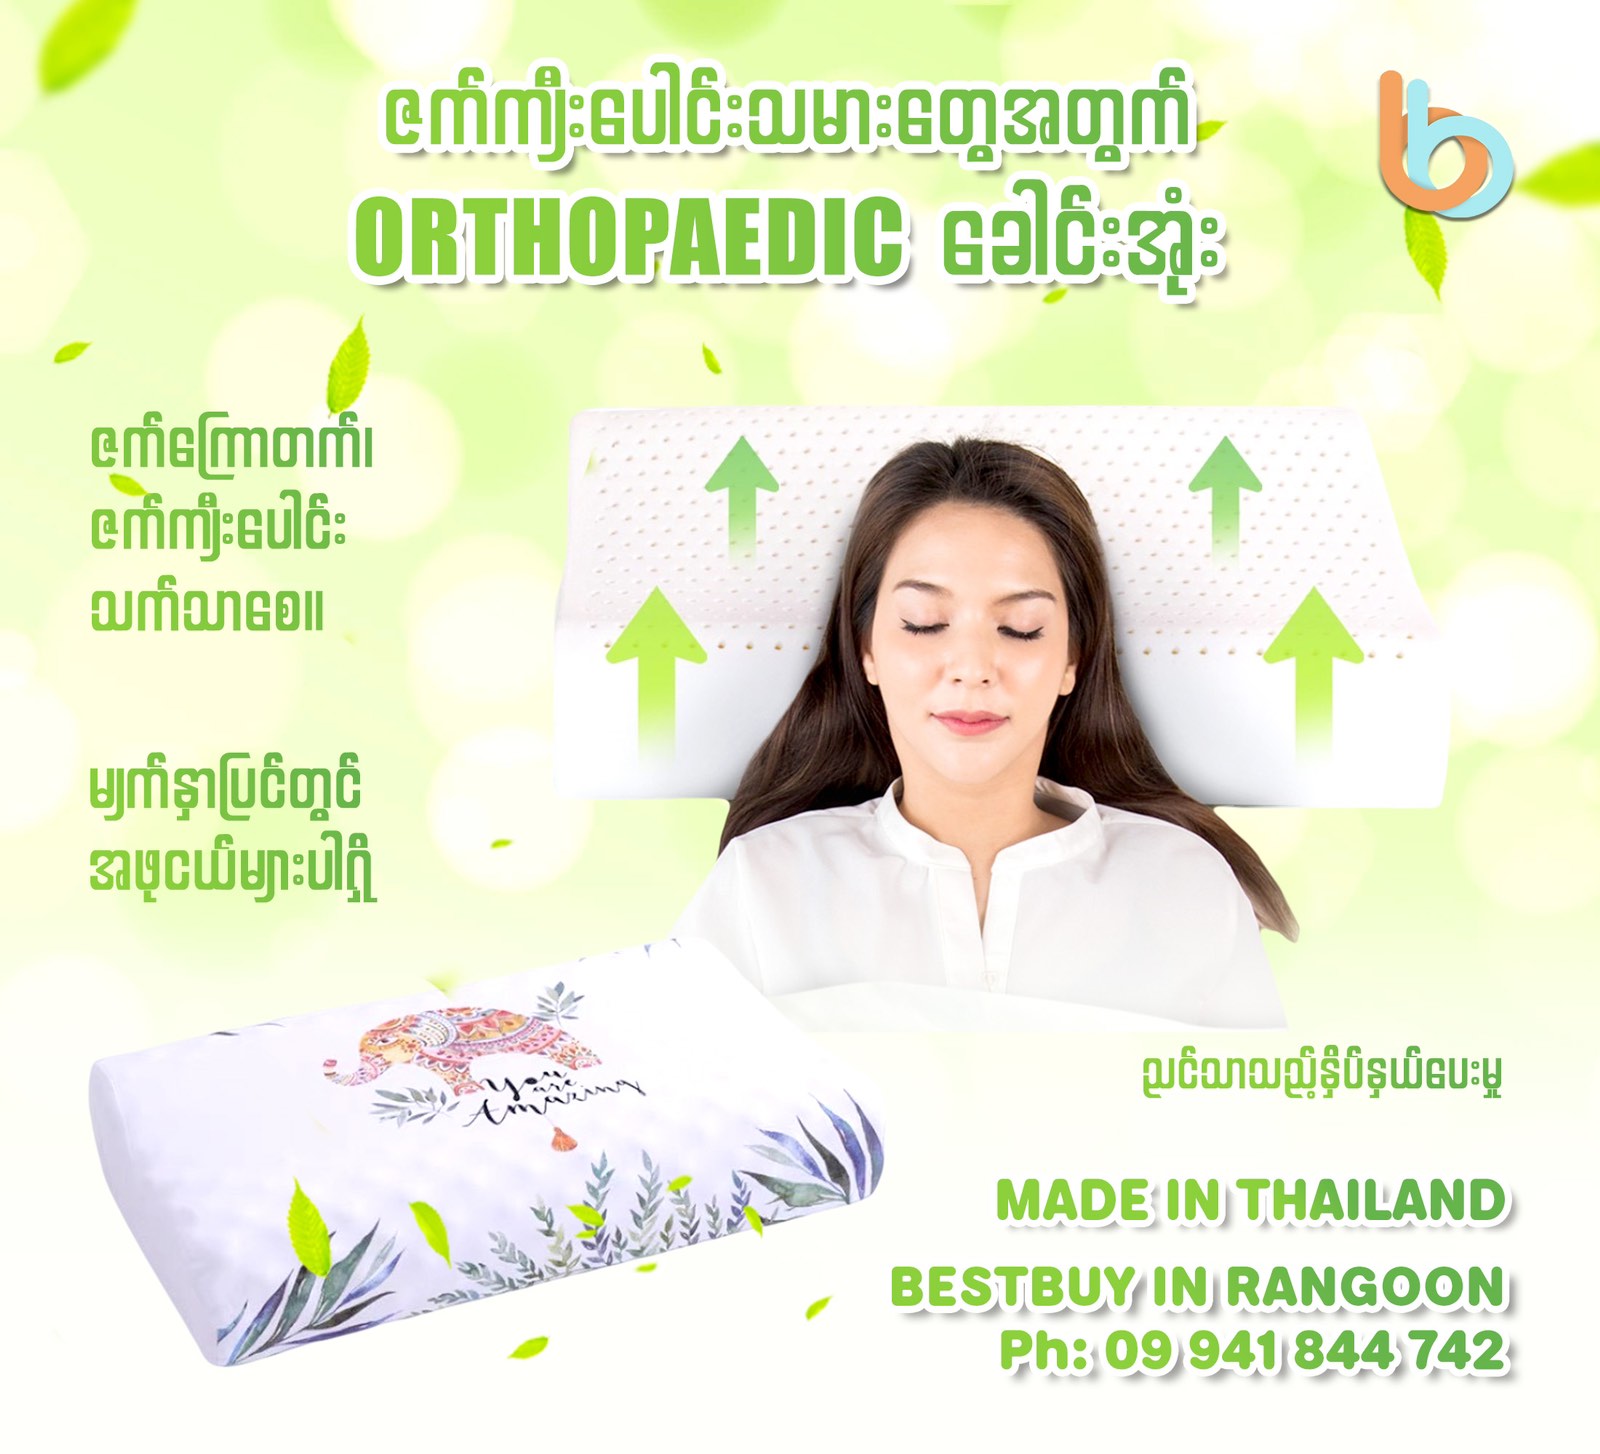 ဇက်ကျီးပေါင်းသမားတွေအတွက်
ORTHOPAEDIC ခေါင်းအုံး
ဇက်ကြောတက်၊
ဇက်ကျီးပေါင်း
သက်သာစေ။
မျက်နှာပြင်တွင်
အဖုငယ်များပါရှိ
You
are
Amazing
ညင်သာသည့်နှိပ်နှယ်ပေးမှု
MADE IN THAILAND
BESTBUY IN RANGOON
Ph: 09 941 844 742